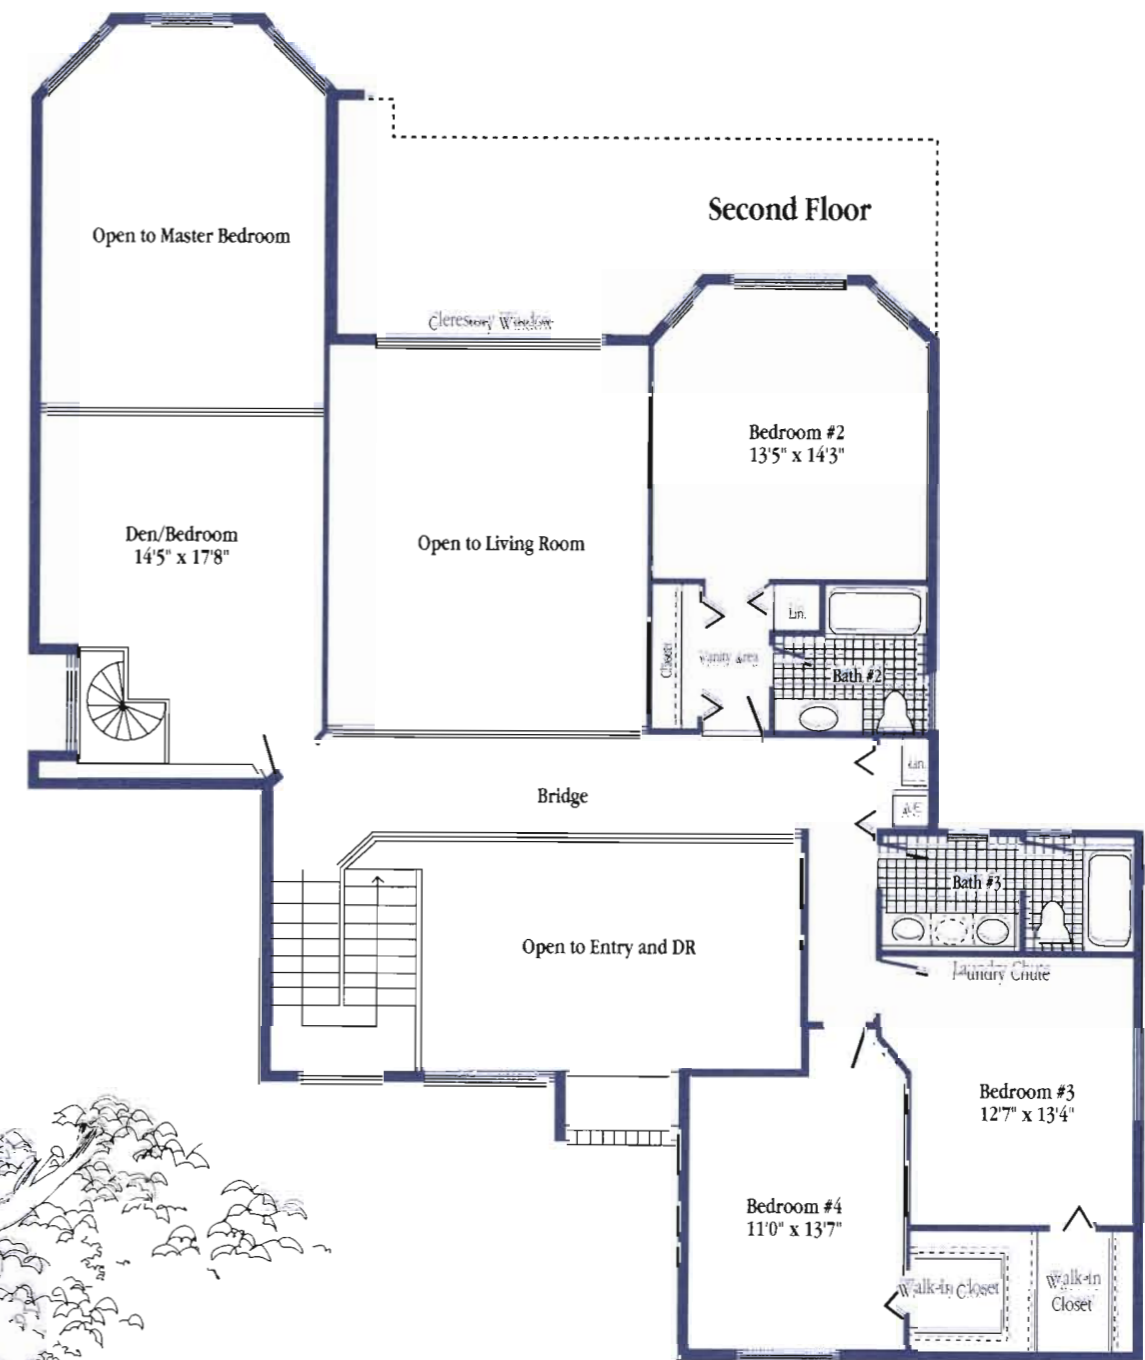 Second Floor
Open to Master Bedroom
Clerestory Window
Bedroom #2
13'5" x 14'3"
Den/Bedroom
14'5" x 17'8"
Open to Living Room
Lin.
Closet
Vanity Area
Bath #2
Lin.
Bridge
Bath #3
Open to Entry and DR
Laundry Chute
Bedroom #3
12'7" x 13'4"
Bedroom #4
11'0" x 13'7"
Walk-in Closet
Walk-in
Closet